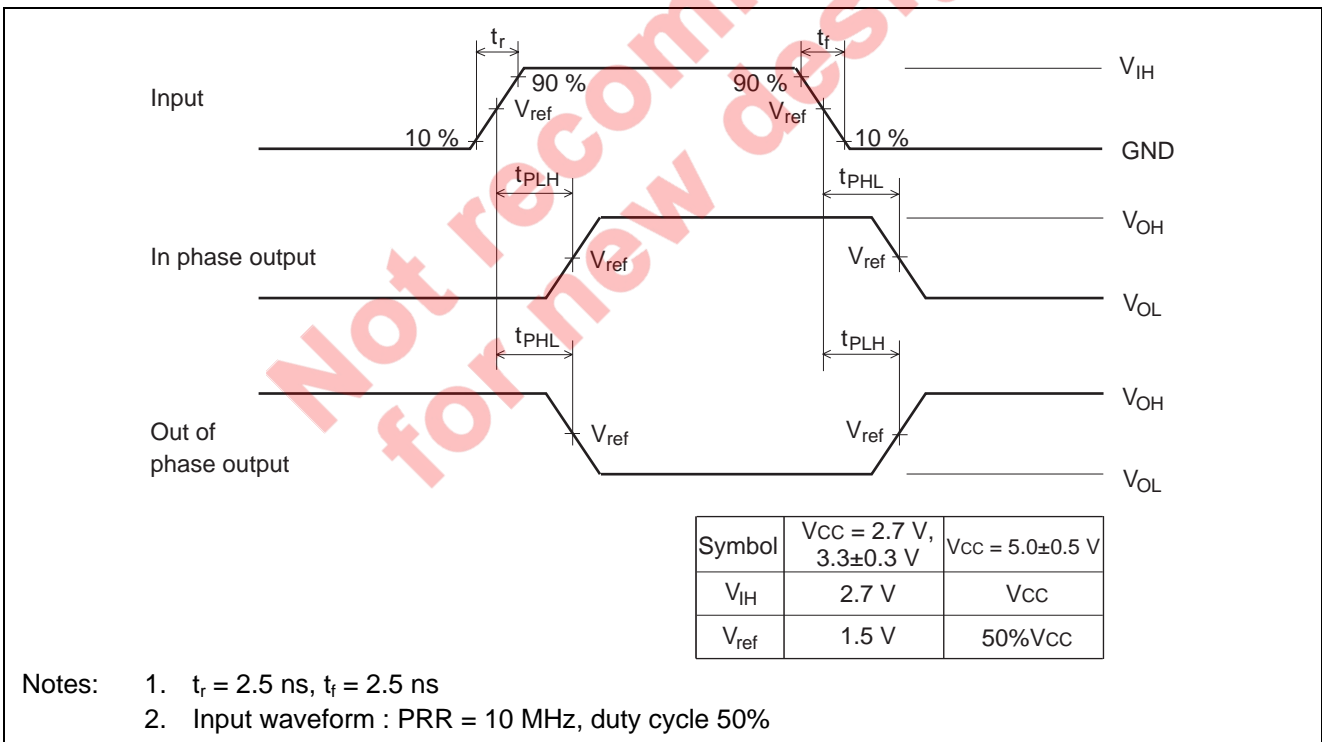 Not recom
for new desi
tr
tf
VIH
90 %
90 %
Input
Vref
Vref
10 %
10 %
GND
tPLH
tPHL
VOH
In phase output
Vref
Vref
VOL
tPHL
tPLH
VOH
Out of
phase output
Vref
Vref
VOL
Symbol VCC = 2.7 V, 3.3±0.3 V VCC = 5.0±0.5 V
VIH 2.7 V VCC
Vref 1.5 V 50%VCC
Notes: 1. tr = 2.5 ns, tf = 2.5 ns
2. Input waveform : PRR = 10 MHz, duty cycle 50%